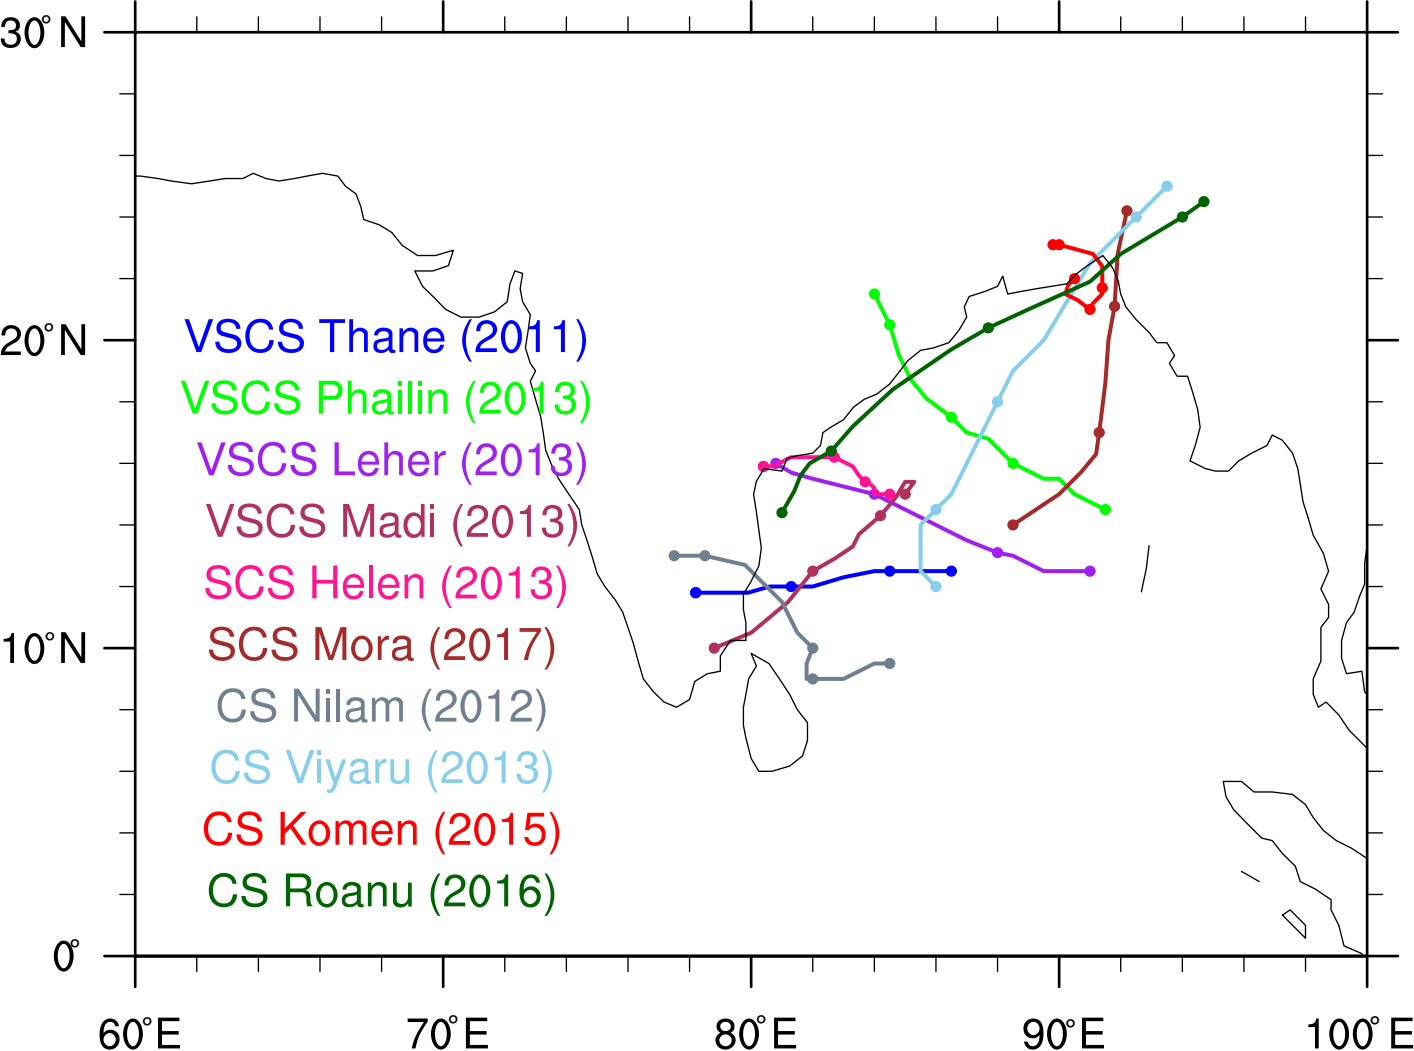 30°N
20°N
10°N
0°
VSCS Thane (2011)
VSCS Phailin (2013)
VSCS Leher (2013)
VSCS Madi (2013)
SCS Helen (2013)
SCS Mora (2017)
CS Nilam (2012)
CS Viyaru (2013)
CS Komen (2015)
CS Roanu (2016)
60°E 70°E 80°E 90°E 100°E